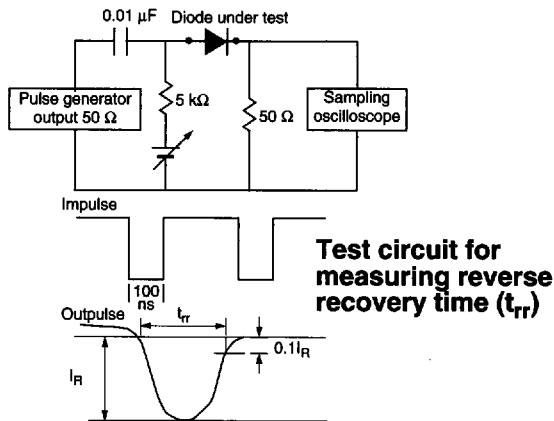 0.01 μF
Diode under test
Pulse generator
output 50 Ω
5 kΩ
50 Ω
Sampling
oscilloscope
Impulse
100
ns
Test circuit for
measuring reverse
recovery time (trr)
Outpulse
trr
0.1IR
IR